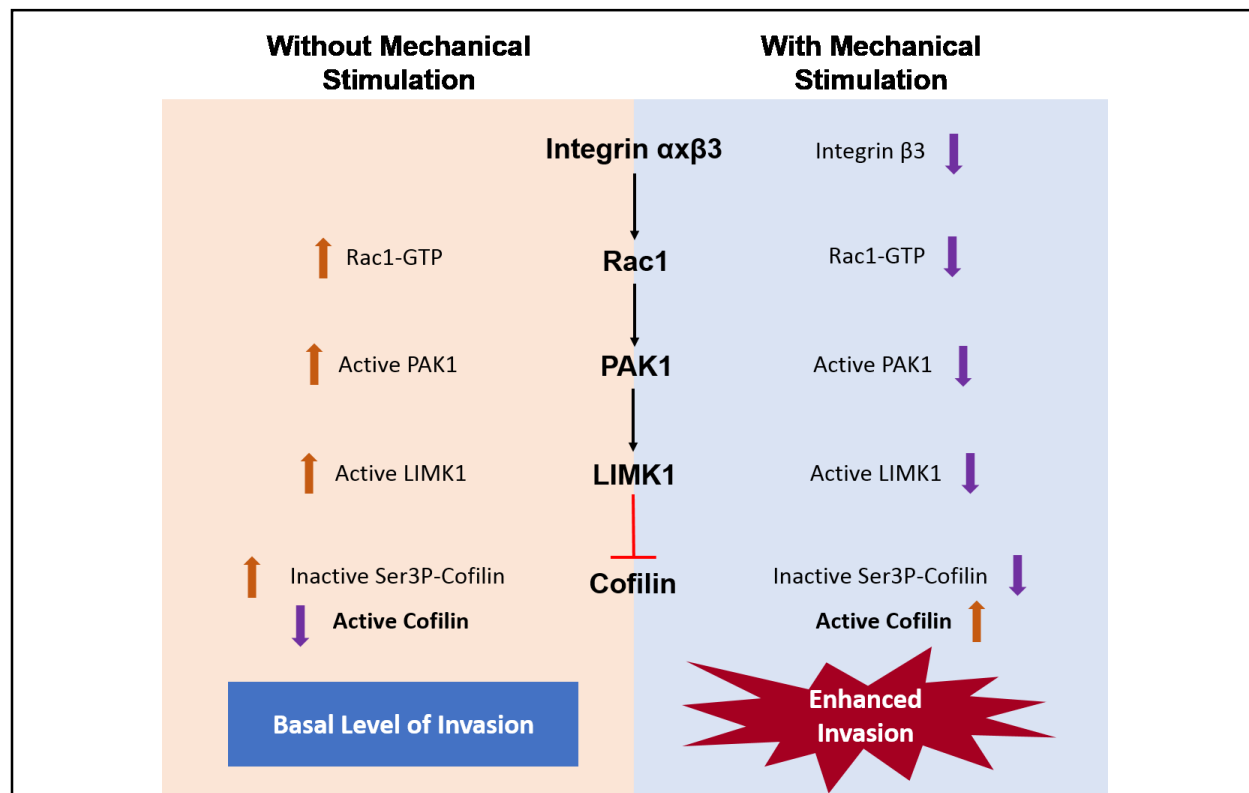 Without Mechanical
Stimulation
With Mechanical
Stimulation
Integrin αxβ3
Integrin β3
Rac1-GTP
Rac1
Rac1-GTP
Active PAK1
PAK1
Active PAK1
Active LIMK1
LIMK1
Active LIMK1
Inactive Ser3P-Cofilin
Cofilin
Inactive Ser3P-Cofilin
Active Cofilin
Active Cofilin
Basal Level of Invasion
Enhanced
Invasion